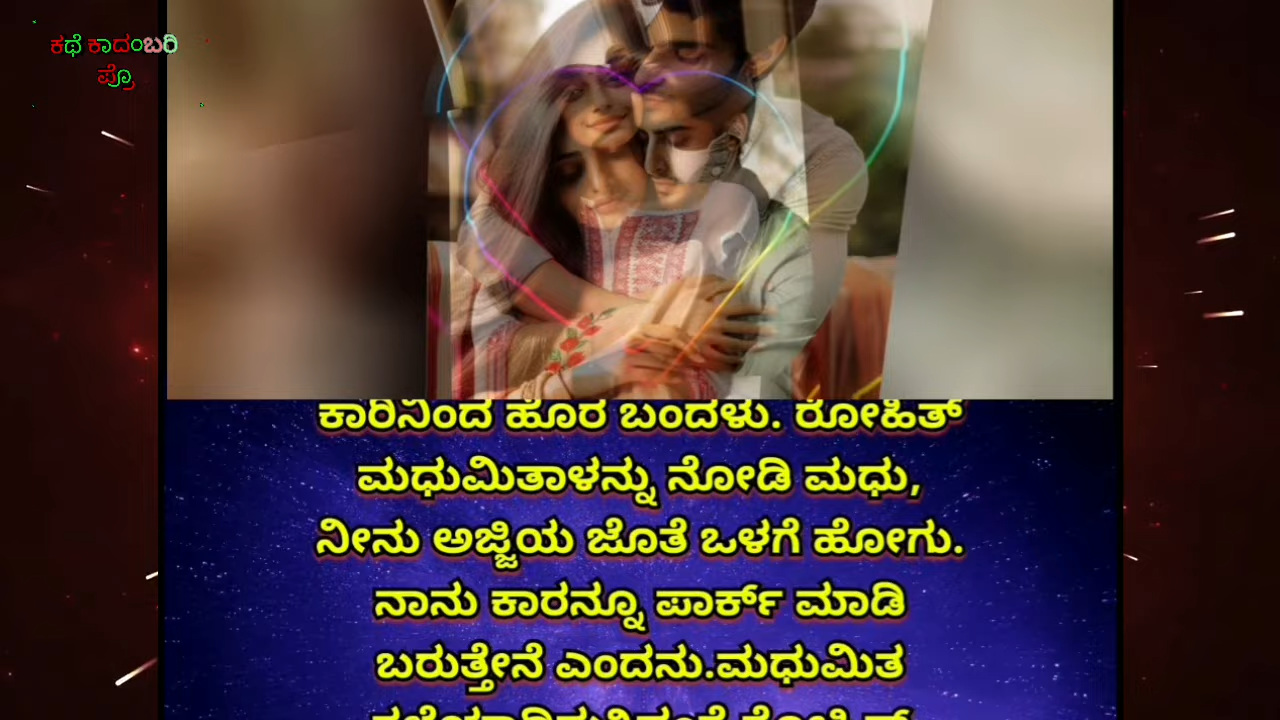 ಕಥೆ ಕಾದಂಬರಿ
ಪ್ರೊ
ಕಾರಿನಿಂದ ಹೊರ ಬಂದಳು. ರೋಹಿತ್
ಮಧುಮಿತಾಳನ್ನು ನೋಡಿ ಮಧು,
ನೀನು ಅಜ್ಜಿಯ ಜೊತೆ ಒಳಗೆ ಹೋಗು.
ನಾನು ಕಾರನ್ನೂ ಪಾರ್ಕ್ ಮಾಡಿ
ಬರುತ್ತೇನೆ ಎಂದನು.ಮಧುಮಿತ